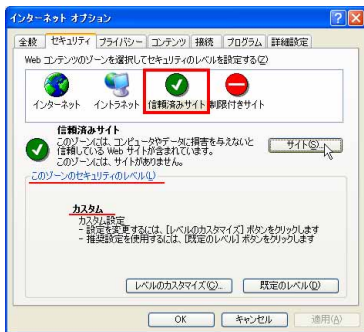 インターネット オプション
全般 セキュリティ プライバシー コンテンツ 接続 プログラム 詳細設定
Web コンテンツのゾーンを選択してセキュリティのレベルを設定する(Z)
インターネット イントラネット 信頼済みサイト 制限付きサイト
信頼済みサイト
このゾーンには、コンピュータやデータに損害を与えないと
信頼している Web サイトが含まれています。
このゾーンには、サイトがありません。
サイト(S)...
このゾーンのセキュリティのレベル(L)
カスタム
カスタム設定
- 設定を変更するには、[レベルのカスタマイズ] ボタンをクリックします
- 推奨設定を使用するには、[既定のレベル] ボタンをクリックします
レベルのカスタマイズ(C)... 既定のレベル(D)
OK キャンセル 適用(A)